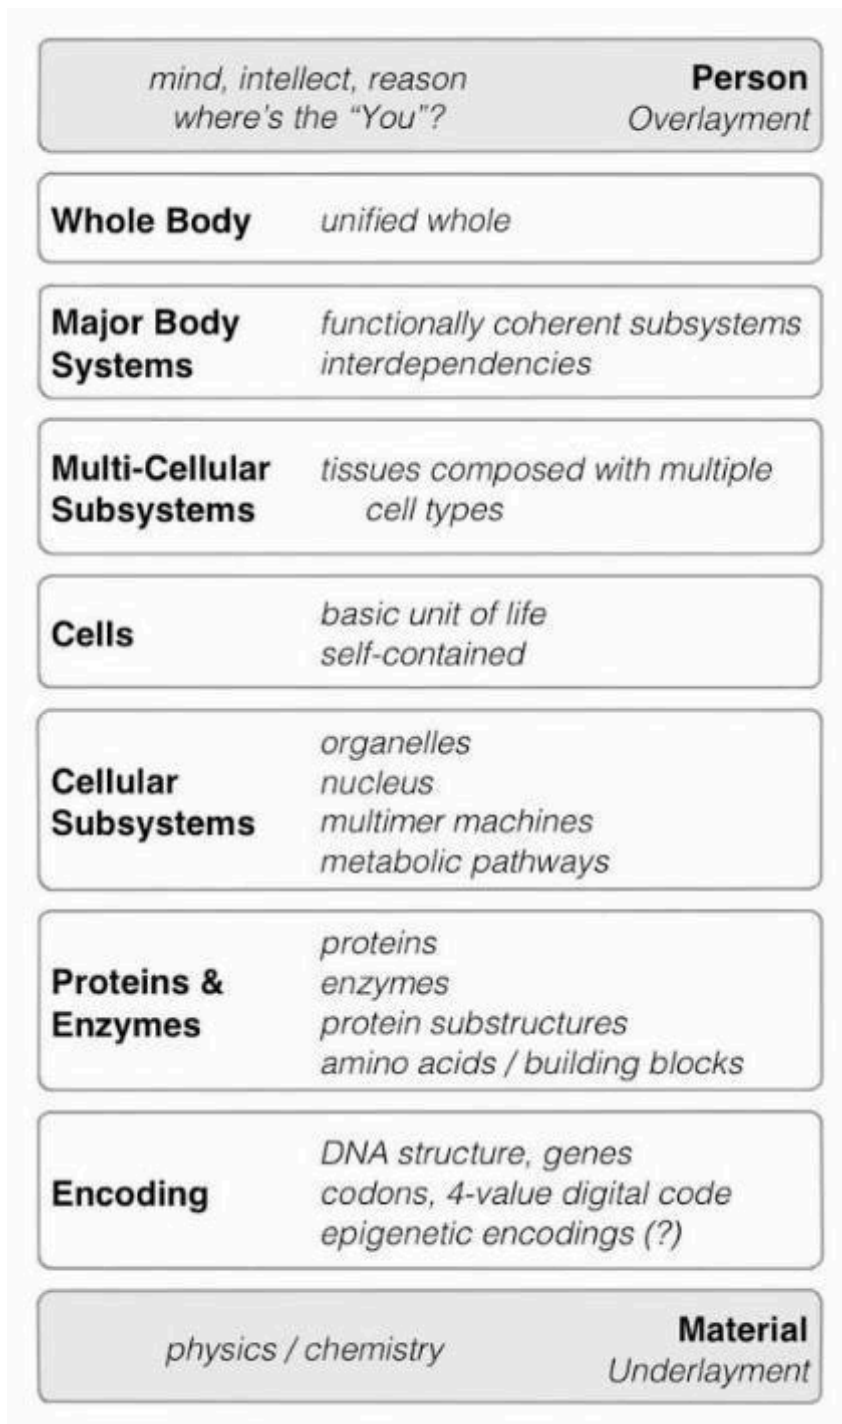 mind, intellect, reason
where's the “You”?
Person
Overlayment
Whole Body
unified whole
Major Body
Systems
functionally coherent subsystems
interdependencies
Multi-Cellular
Subsystems
tissues composed with multiple
cell types
Cells
basic unit of life
self-contained
Cellular
Subsystems
organelles
nucleus
multimer machines
metabolic pathways
Proteins &
Enzymes
proteins
enzymes
protein substructures
amino acids / building blocks
Encoding
DNA structure, genes
codons, 4-value digital code
epigenetic encodings (?)
physics / chemistry
Material
Underlayment